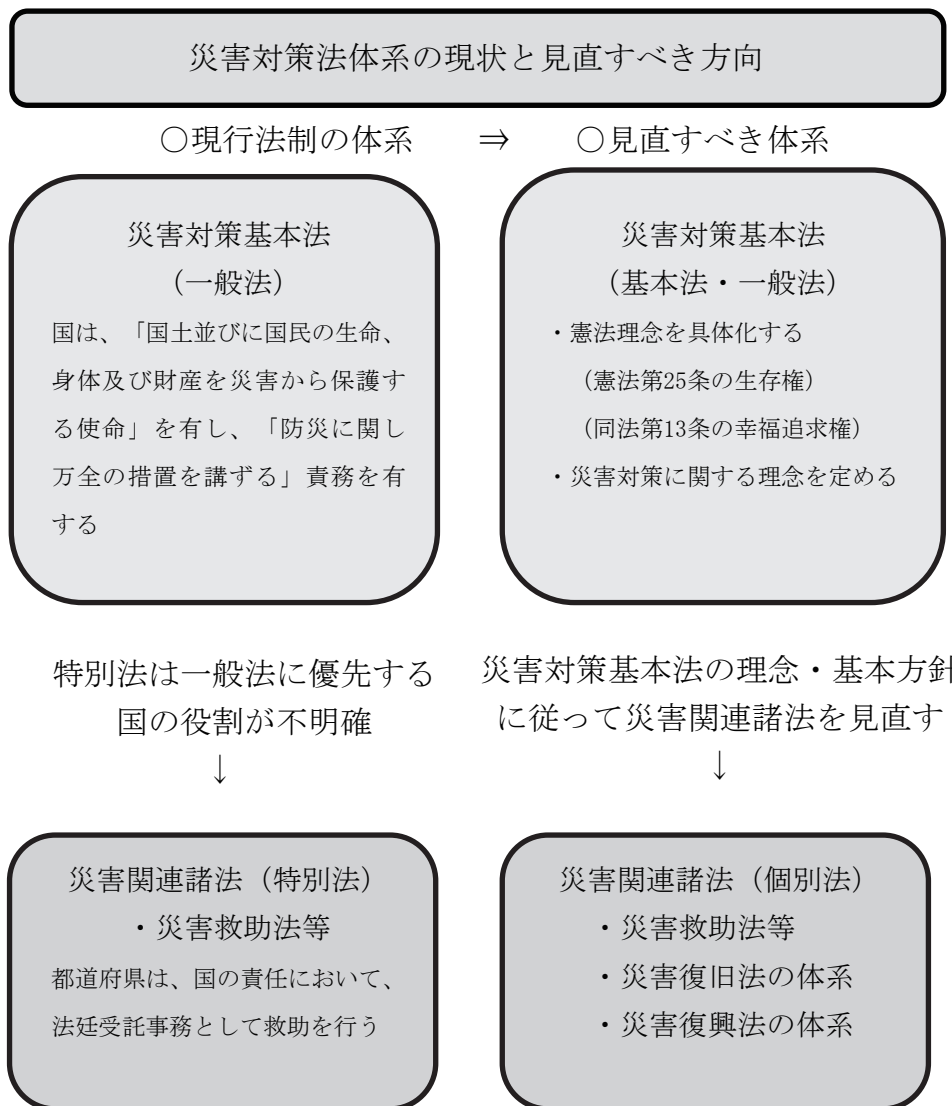 災害対策法体系の現状と見直すべき方向
○現行法制の体系 ⇒ ○見直すべき体系
災害対策基本法
（一般法）
国は、「国土並びに国民の生命、
身体及び財産を災害から保護す
る使命」を有し、「防災に関し
万全の措置を講ずる」責務を有
する
災害対策基本法
（基本法・一般法）
・憲法理念を具体化する
（憲法第25条の生存権）
（同法第13条の幸福追求権）
・災害対策に関する理念を定める
特別法は一般法に優先する
国の役割が不明確
↓
災害対策基本法の理念・基本方針
に従って災害関連諸法を見直す
↓
災害関連諸法（特別法）
・災害救助法等
都道府県は、国の責任において、
法廷受託事務として救助を行う
災害関連諸法（個別法）
・災害救助法等
・災害復旧法の体系
・災害復興法の体系